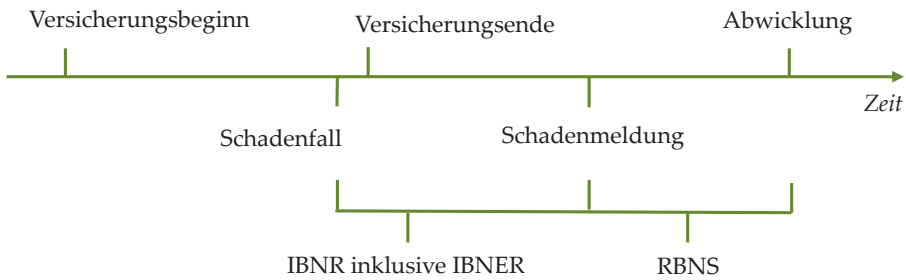 Versicherungsbeginn
Versicherungsende
Abwicklung
Zeit
Schadenfall
Schadenmeldung
IBNR inklusive IBNER
RBNS